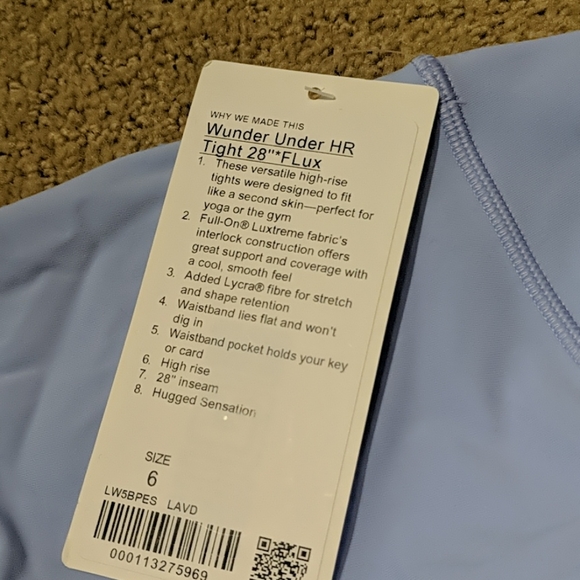 WHY WE MADE THIS
Wunder Under HR
Tight 28"*FLux
1. These versatile high-rise
tights were designed to fit
like a second skin—perfect for
yoga or the gym
2. Full-On® Luxtreme fabric's
interlock construction offers
great support and coverage with
a cool, smooth feel
3. Added Lycra® fibre for stretch
and shape retention
4. Waistband lies flat and won't
dig in
5. Waistband pocket holds your key
or card
6. High rise
7. 28" inseam
8. Hugged Sensation
SIZE
6
LW5BPES LAVD
000113275969